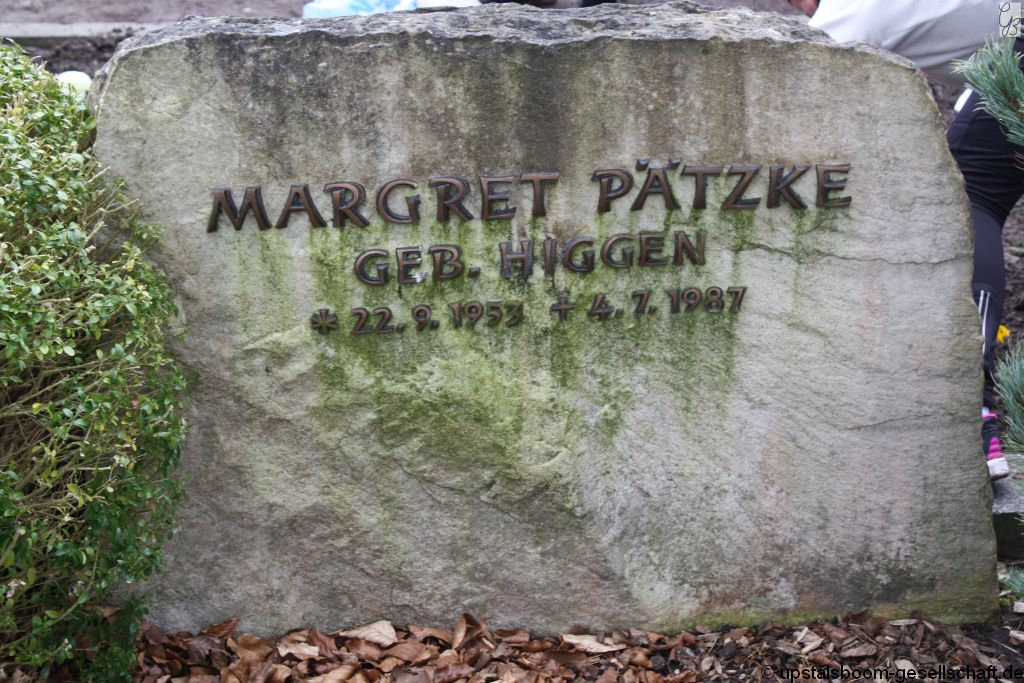 MARGRET PÄTZKE
GEB. HIGGEN
* 22. 9. 1953 + 4. 7. 1987
© upstalsboom-gesellschaft.de